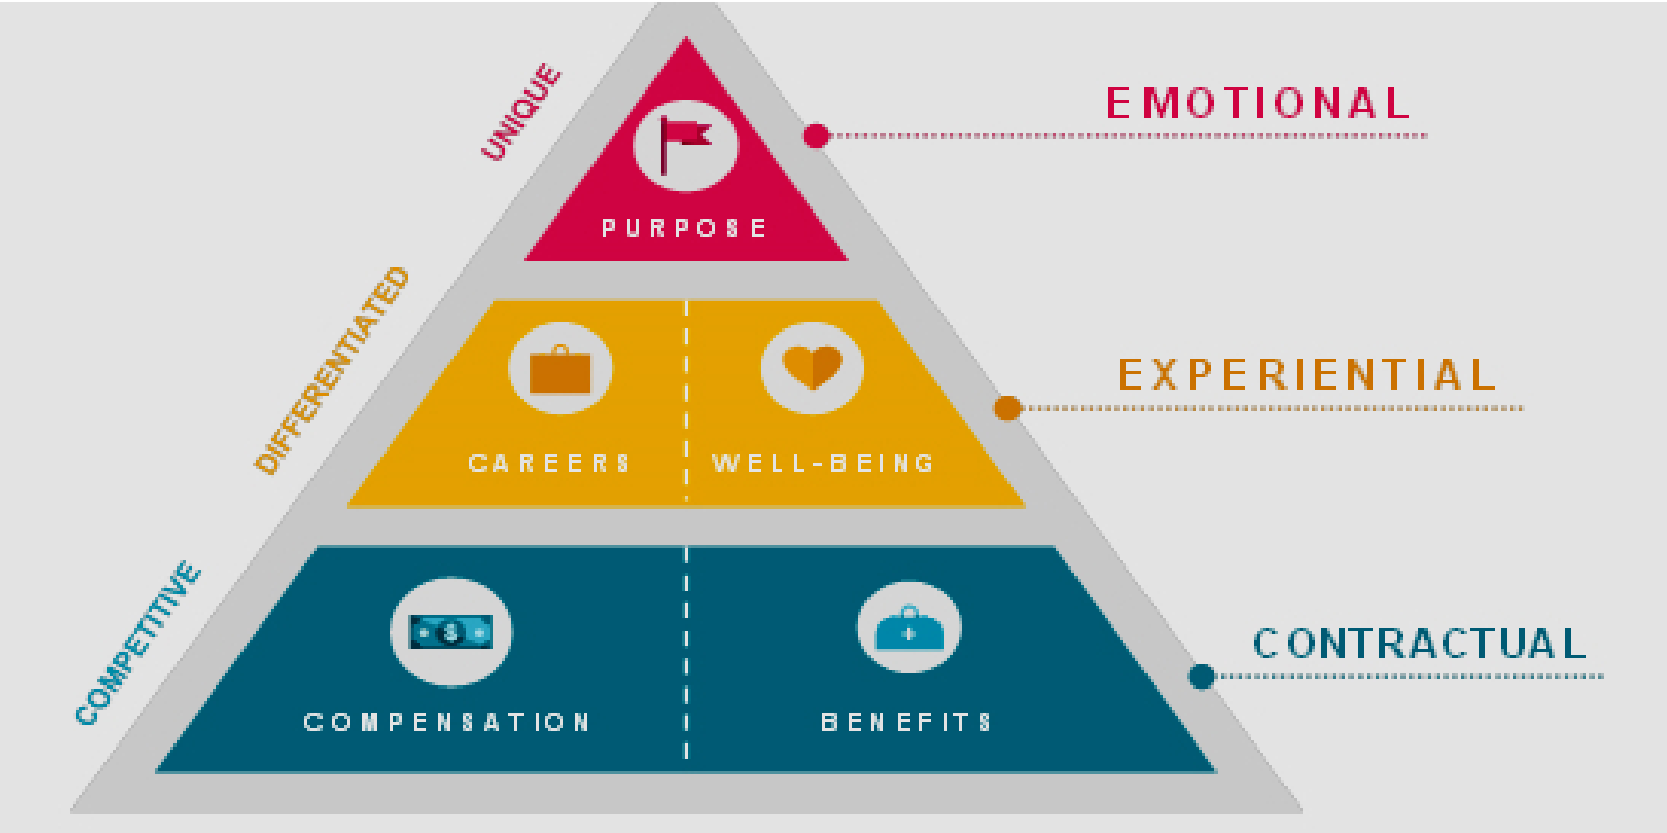 UNIQUE
EMOTIONAL
PURPOSE
DIFFERENTIATED
EXPERIENTIAL
CAREERS
WELL-BEING
COMPETITIVE
CONTRACTUAL
COMPENSATION
BENEFITS
$